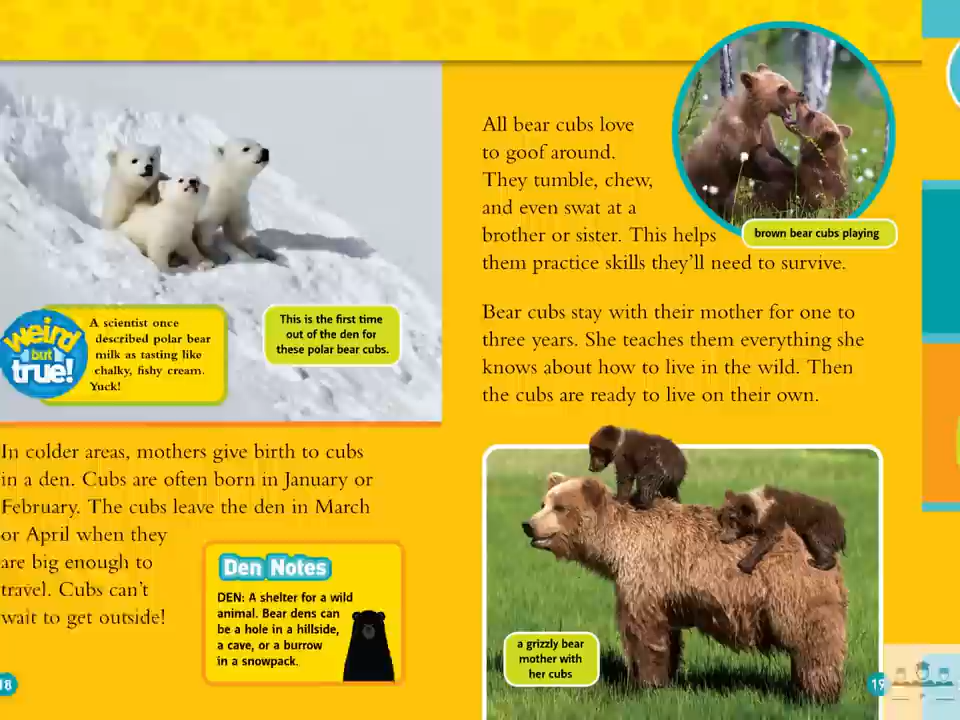 weird
but
true!
A scientist once
described polar bear
milk as tasting like
chalky, fishy cream.
Yuck!
This is the first time
out of the den for
these polar bear cubs.
In colder areas, mothers give birth to cubs
in a den. Cubs are often born in January or
February. The cubs leave the den in March
or April when they
are big enough to
travel. Cubs can't
wait to get outside!
Den Notes
DEN: A shelter for a wild
animal. Bear dens can
be a hole in a hillside,
a cave, or a burrow
in a snowpack.
18
All bear cubs love
to goof around.
They tumble, chew,
and even swat at a
brother or sister. This helps
them practice skills they'll need to survive.
brown bear cubs playing
Bear cubs stay with their mother for one to
three years. She teaches them everything she
knows about how to live in the wild. Then
the cubs are ready to live on their own.
a grizzly bear
mother with
her cubs
19